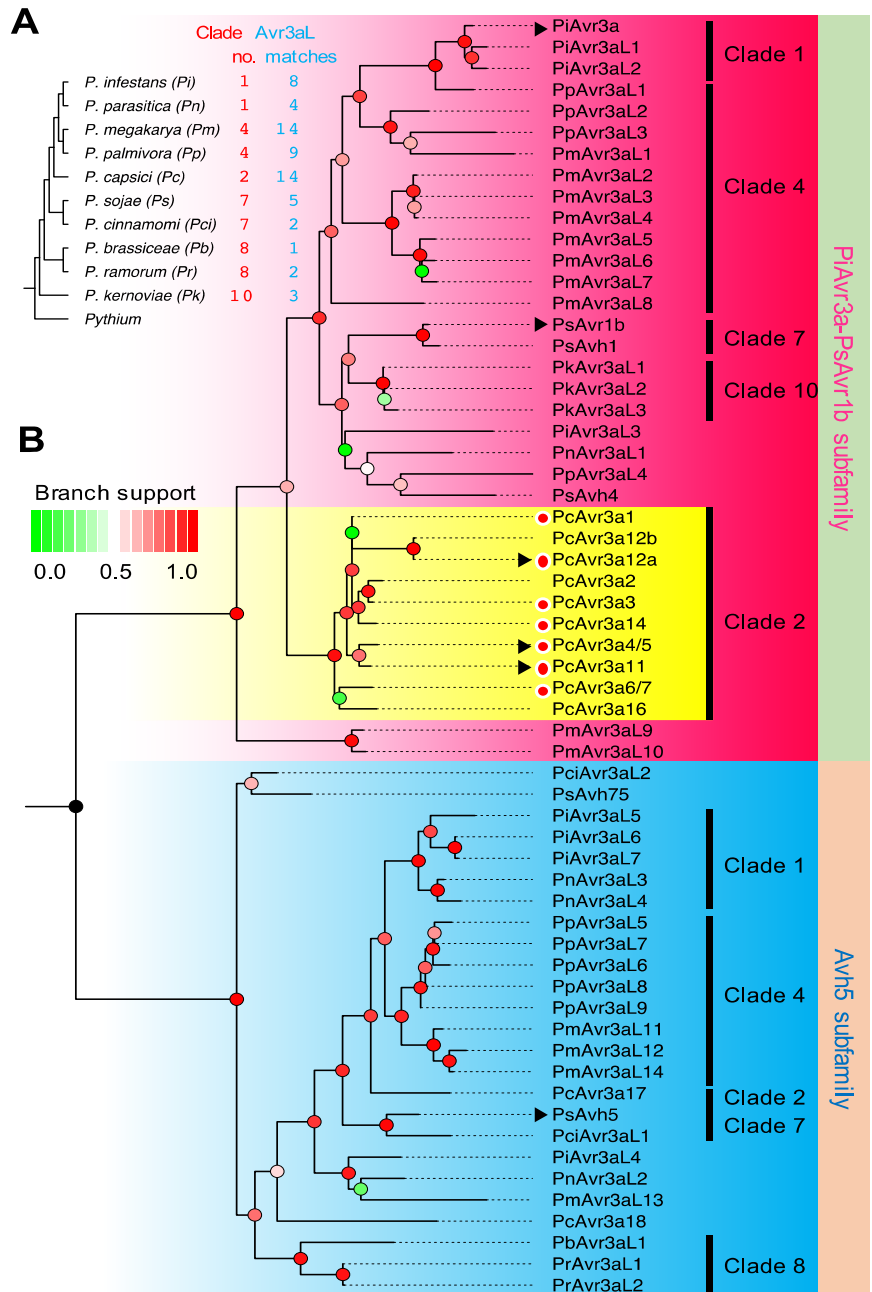 A
Clade Avr3aL
no. matches
P. infestans (Pi) 1 8
P. parasitica (Pn) 1 4
P. megakarya (Pm) 4 14
P. palmivora (Pp) 4 9
P. capsici (Pc) 2 14
P. sojae (Ps) 7 5
P. cinnamomi (Pci) 7 2
P. brassiceae (Pb) 8 1
P. ramorum (Pr) 8 2
P. kernoviae (Pk) 10 3
Pythium
B
Branch support
0.0 0.5 1.0
PiAvr3a
PiAvr3aL1
PiAvr3aL2
PpAvr3aL1
PpAvr3aL2
PpAvr3aL3
PmAvr3aL1
PmAvr3aL2
PmAvr3aL3
PmAvr3aL4
PmAvr3aL5
PmAvr3aL6
PmAvr3aL7
PmAvr3aL8
PsAvr1b
PsAvh1
PkAvr3aL1
PkAvr3aL2
PkAvr3aL3
PiAvr3aL3
PnAvr3aL1
PpAvr3aL4
PsAvh4
PcAvr3a1
PcAvr3a12b
PcAvr3a12a
PcAvr3a2
PcAvr3a3
PcAvr3a14
PcAvr3a4/5
PcAvr3a11
PcAvr3a6/7
PcAvr3a16
PmAvr3aL9
PmAvr3aL10
PciAvr3aL2
PsAvh75
PiAvr3aL5
PiAvr3aL6
PiAvr3aL7
PnAvr3aL3
PnAvr3aL4
PpAvr3aL5
PpAvr3aL7
PpAvr3aL6
PpAvr3aL8
PpAvr3aL9
PmAvr3aL11
PmAvr3aL12
PmAvr3aL14
PcAvr3a17
PsAvh5
PciAvr3aL1
PiAvr3aL4
PnAvr3aL2
PmAvr3aL13
PcAvr3a18
PbAvr3aL1
PrAvr3aL1
PrAvr3aL2
Clade 1
Clade 4
Clade 7
Clade 10
Clade 2
Clade 1
Clade 4
Clade 2
Clade 7
Clade 8
PiAvr3a-PsAvr1b subfamily
Avh5 subfamily